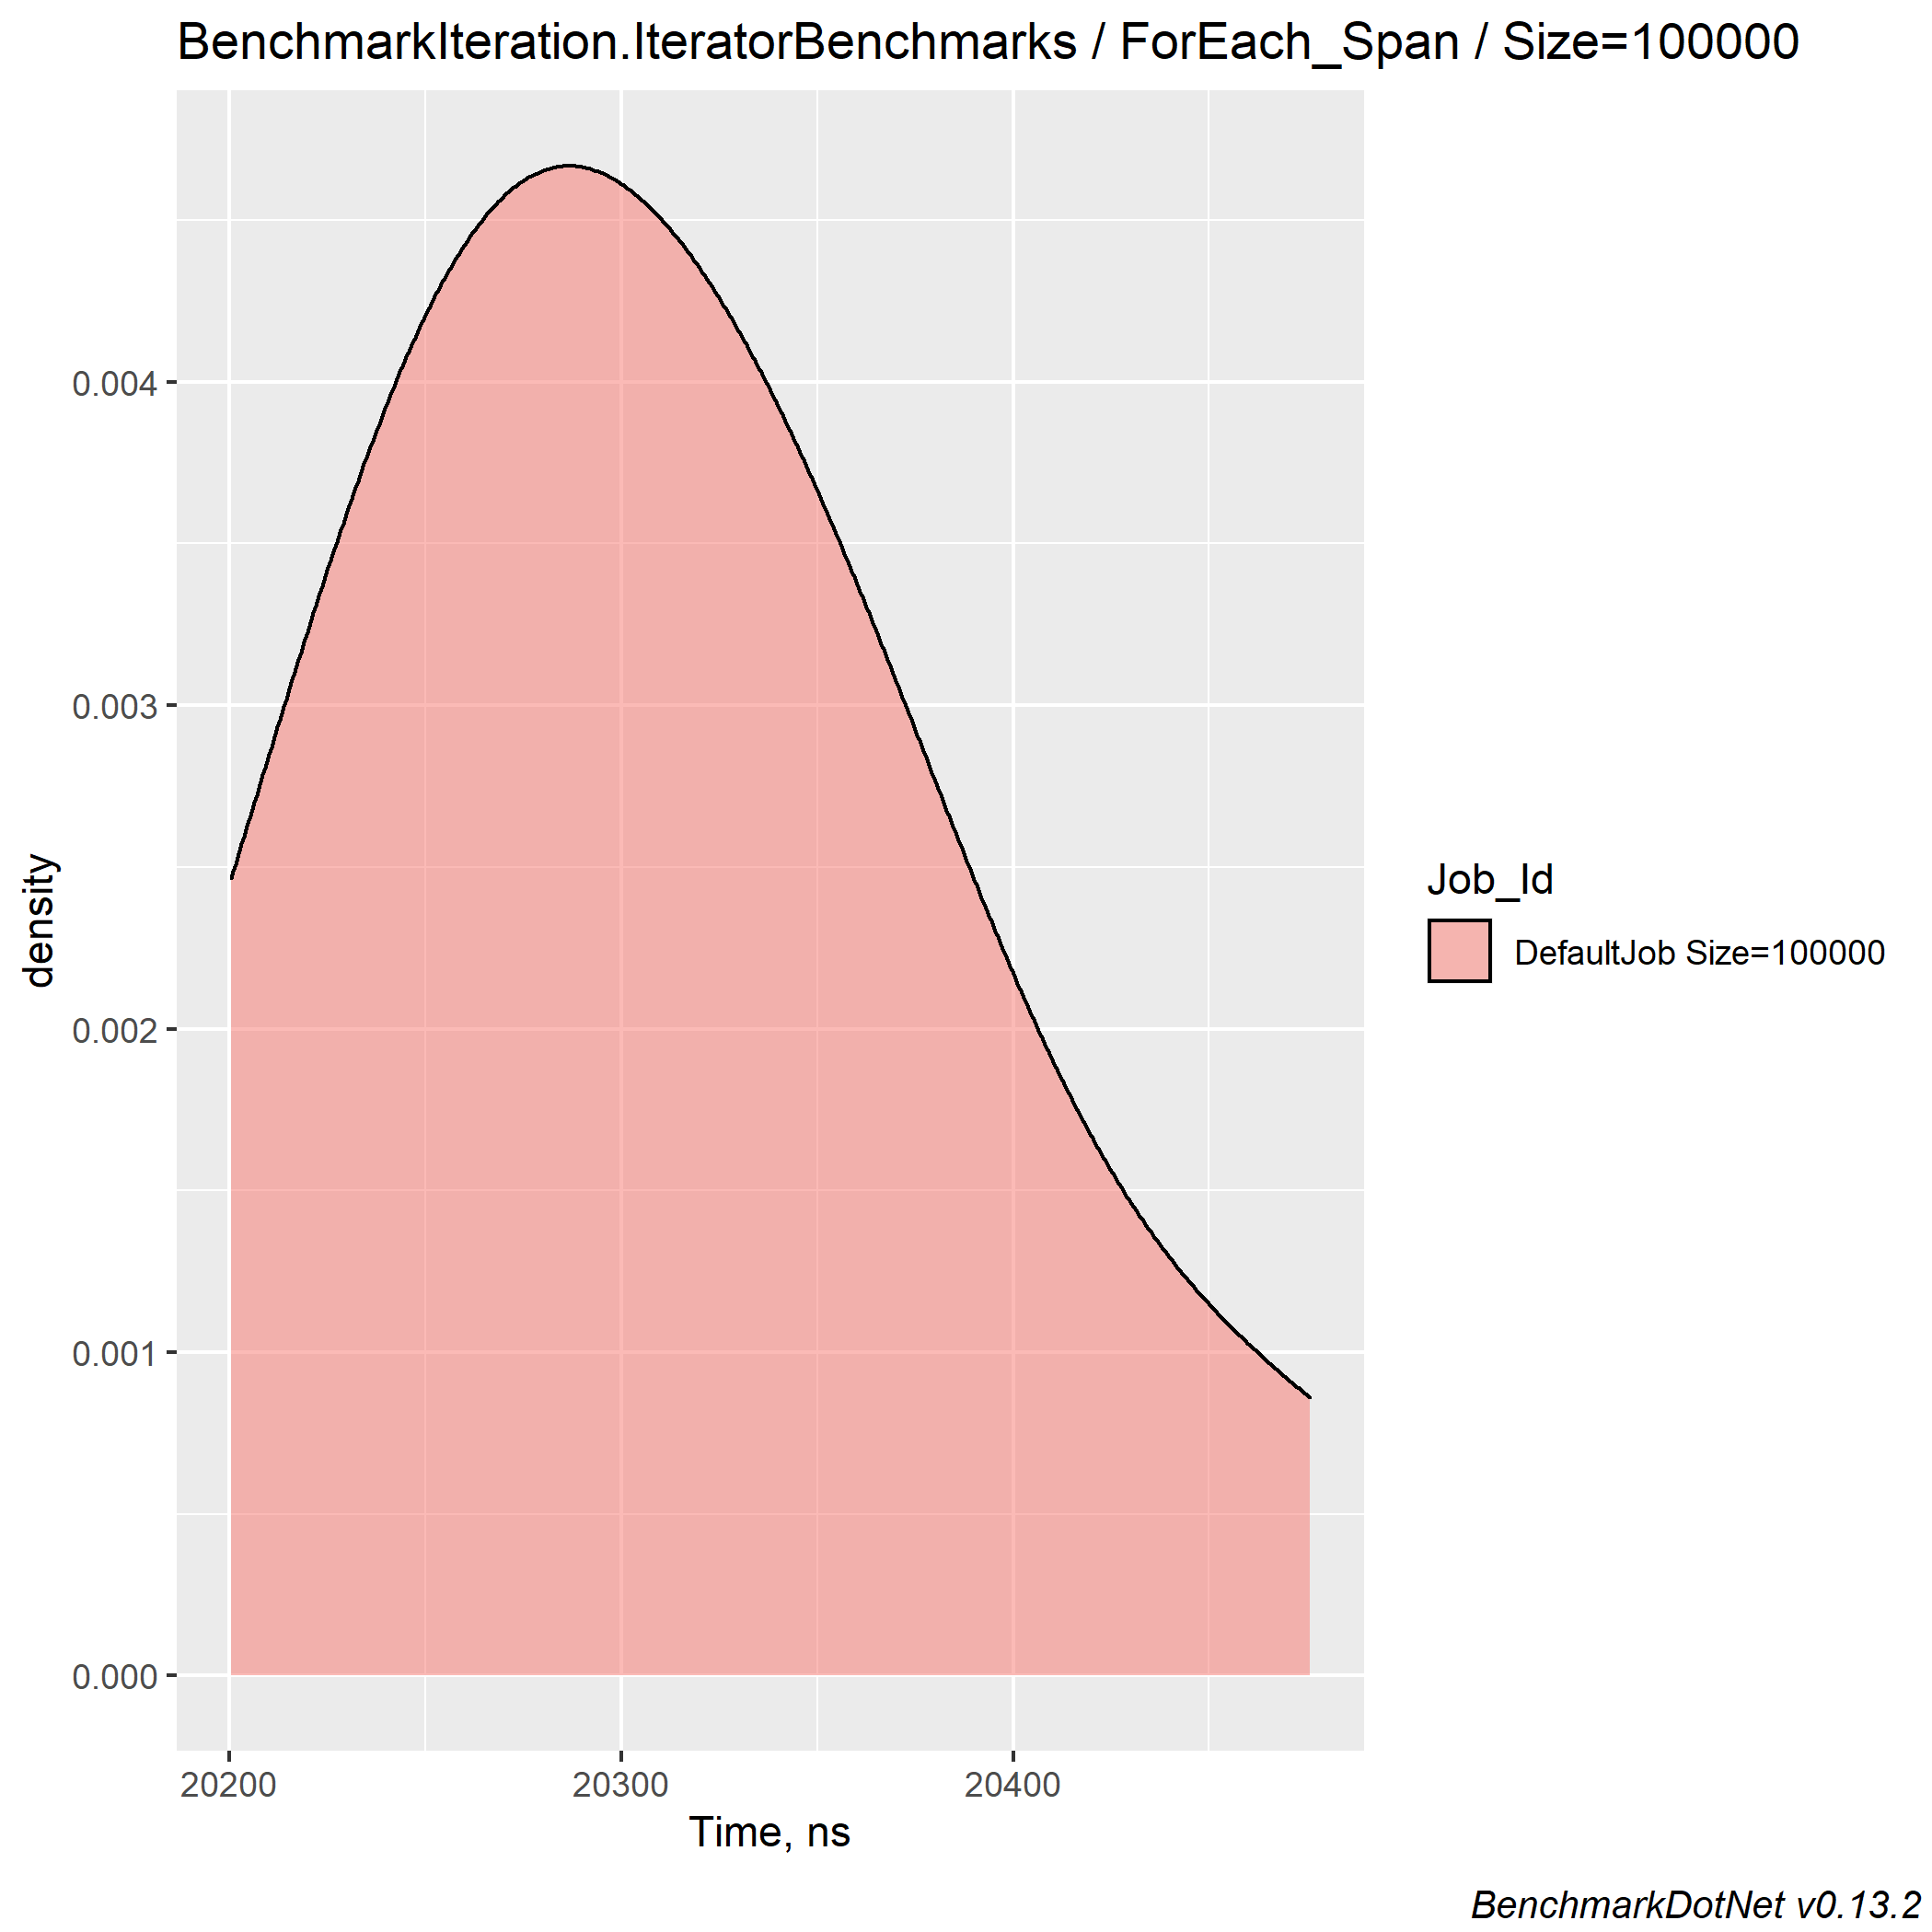 BenchmarkIteration.IteratorBenchmarks / ForEach_Span / Size=100000
density
0.004
0.003
0.002
0.001
0.000
20200 20300 20400
Time, ns
Job_Id
DefaultJob Size=100000
BenchmarkDotNet v0.13.2